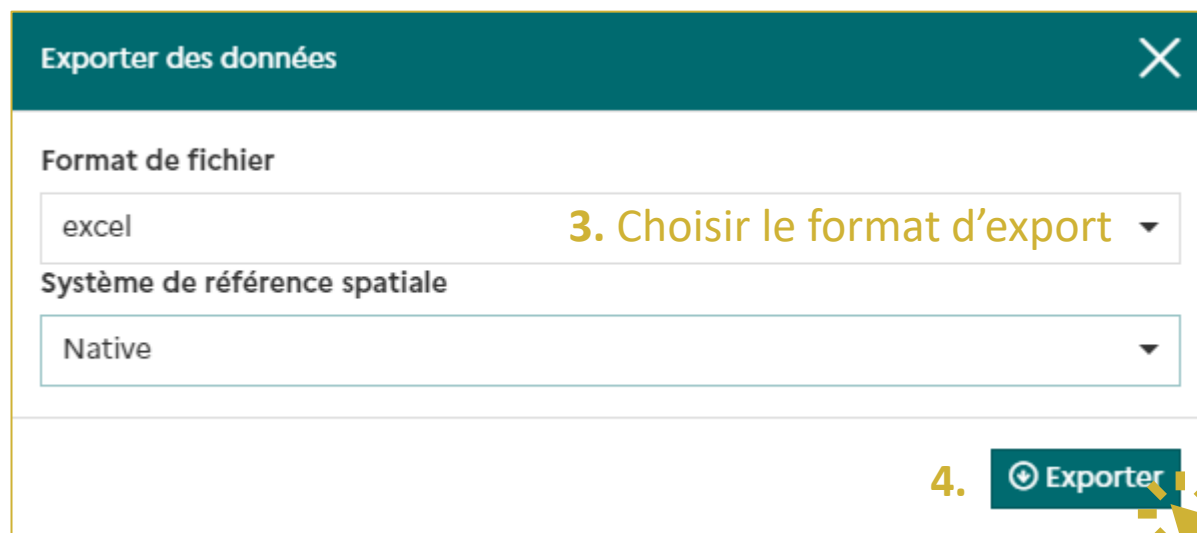 Exporter des données
Format de fichier
excel 3. Choisir le format d’export
Système de référence spatiale
Native
4. Exporter